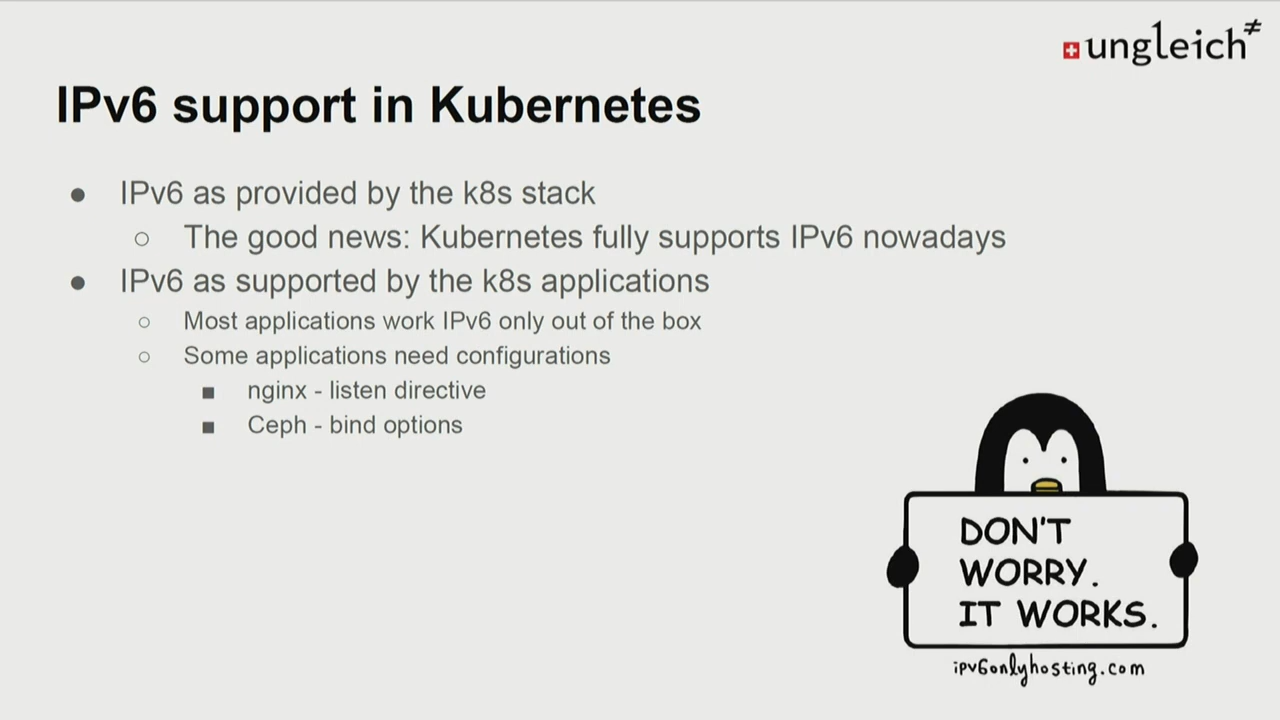 ungleich≠
IPv6 support in Kubernetes
● IPv6 as provided by the k8s stack
○ The good news: Kubernetes fully supports IPv6 nowadays
● IPv6 as supported by the k8s applications
○ Most applications work IPv6 only out of the box
○ Some applications need configurations
■ nginx - listen directive
■ Ceph - bind options
DON'T
WORRY.
IT WORKS.
ipv6onlyhosting.com